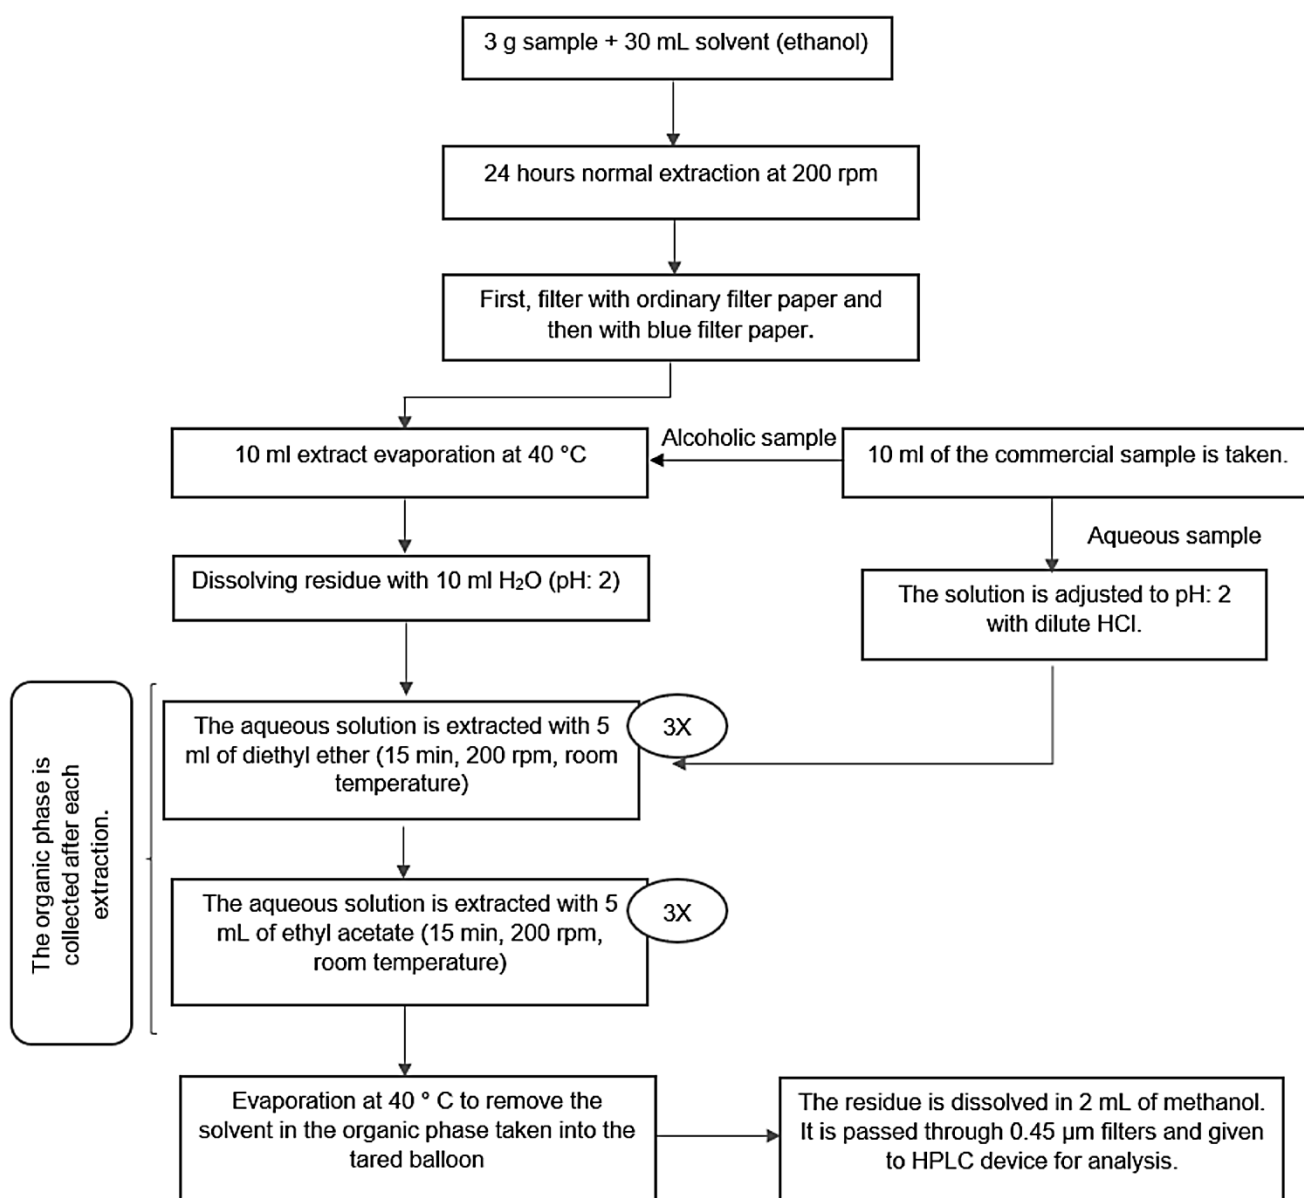 3 g sample + 30 mL solvent (ethanol)
24 hours normal extraction at 200 rpm
First, filter with ordinary filter paper and
then with blue filter paper.
10 ml extract evaporation at 40 °C
Alcoholic sample
10 ml of the commercial sample is taken.
Aqueous sample
Dissolving residue with 10 ml H₂O (pH: 2)
The solution is adjusted to pH: 2
with dilute HCl.
The organic phase is
collected after each
extraction.
The aqueous solution is extracted with 5
ml of diethyl ether (15 min, 200 rpm, room
temperature)
3X
The aqueous solution is extracted with 5
mL of ethyl acetate (15 min, 200 rpm,
room temperature)
3X
Evaporation at 40 ° C to remove the
solvent in the organic phase taken into the
tared balloon
The residue is dissolved in 2 mL of methanol.
It is passed through 0.45 µm filters and given
to HPLC device for analysis.